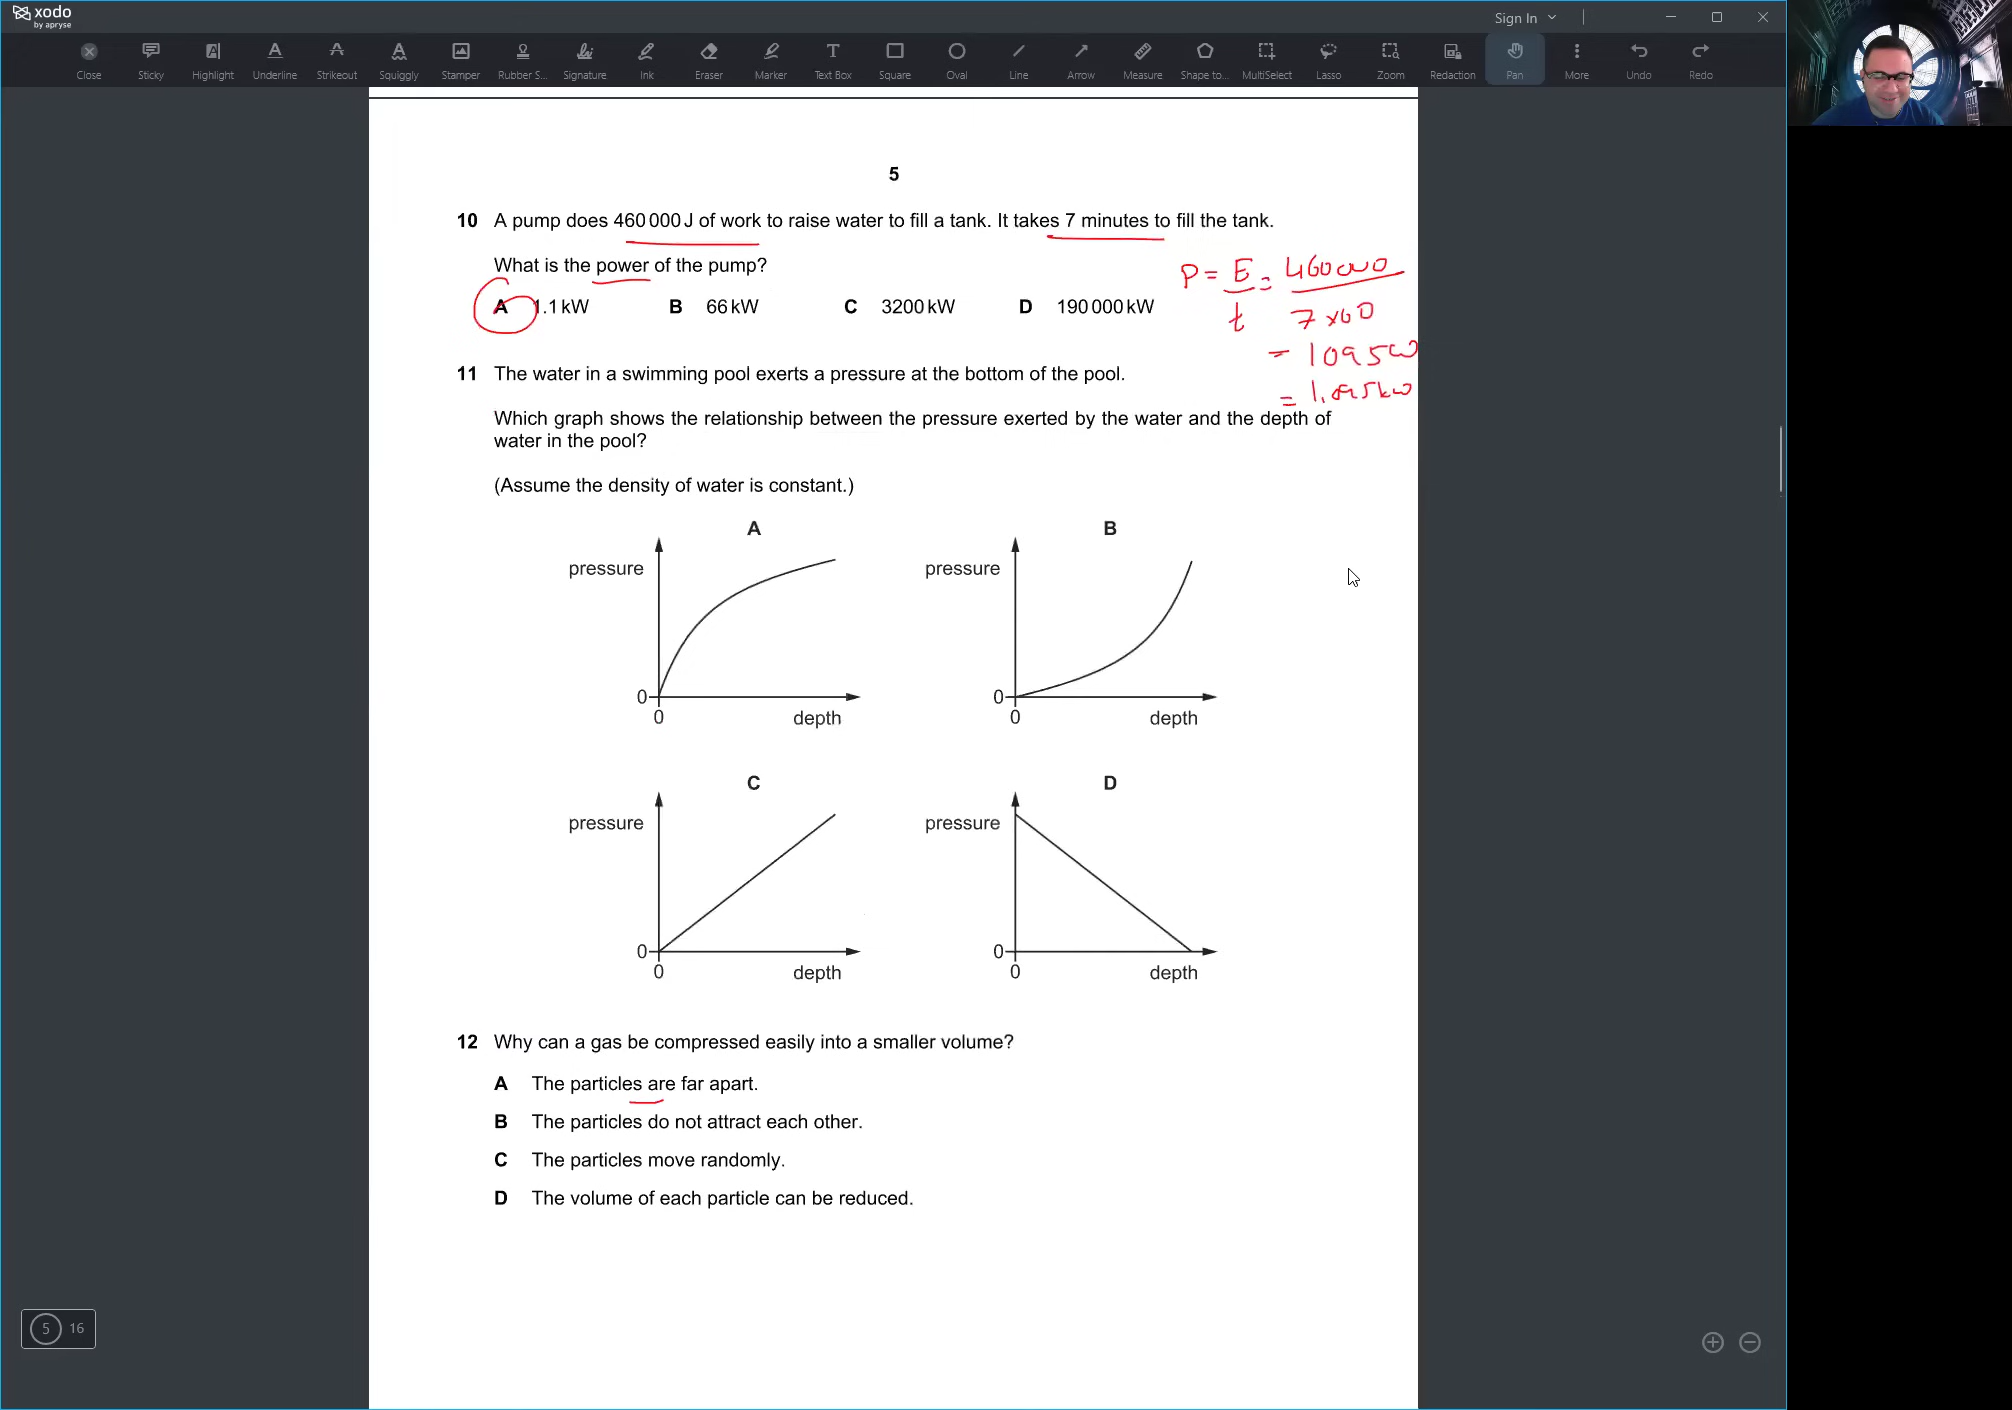 xodo
by apryse
Sign In
Close Sticky Highlight Underline Strikeout Squiggly Stamper Rubber S... Signature Ink Eraser Marker Text Box Square Oval Line Arrow Measure Shape to... MultiSelect Lasso Zoom Redaction Pan More Undo Redo
5
10 A pump does 460 000 J of work to raise water to fill a tank. It takes 7 minutes to fill the tank.
What is the power of the pump?
A 1.1 kW B 66 kW C 3200 kW D 190 000 kW
P = E/t = 460000/7 x 60
= 1095W
= 1.095kW
11 The water in a swimming pool exerts a pressure at the bottom of the pool.
Which graph shows the relationship between the pressure exerted by the water and the depth of
water in the pool?
(Assume the density of water is constant.)
A B
pressure pressure
0 0
0 depth 0 depth
C D
pressure pressure
0 0
0 depth 0 depth
12 Why can a gas be compressed easily into a smaller volume?
A The particles are far apart.
B The particles do not attract each other.
C The particles move randomly.
D The volume of each particle can be reduced.
5 16